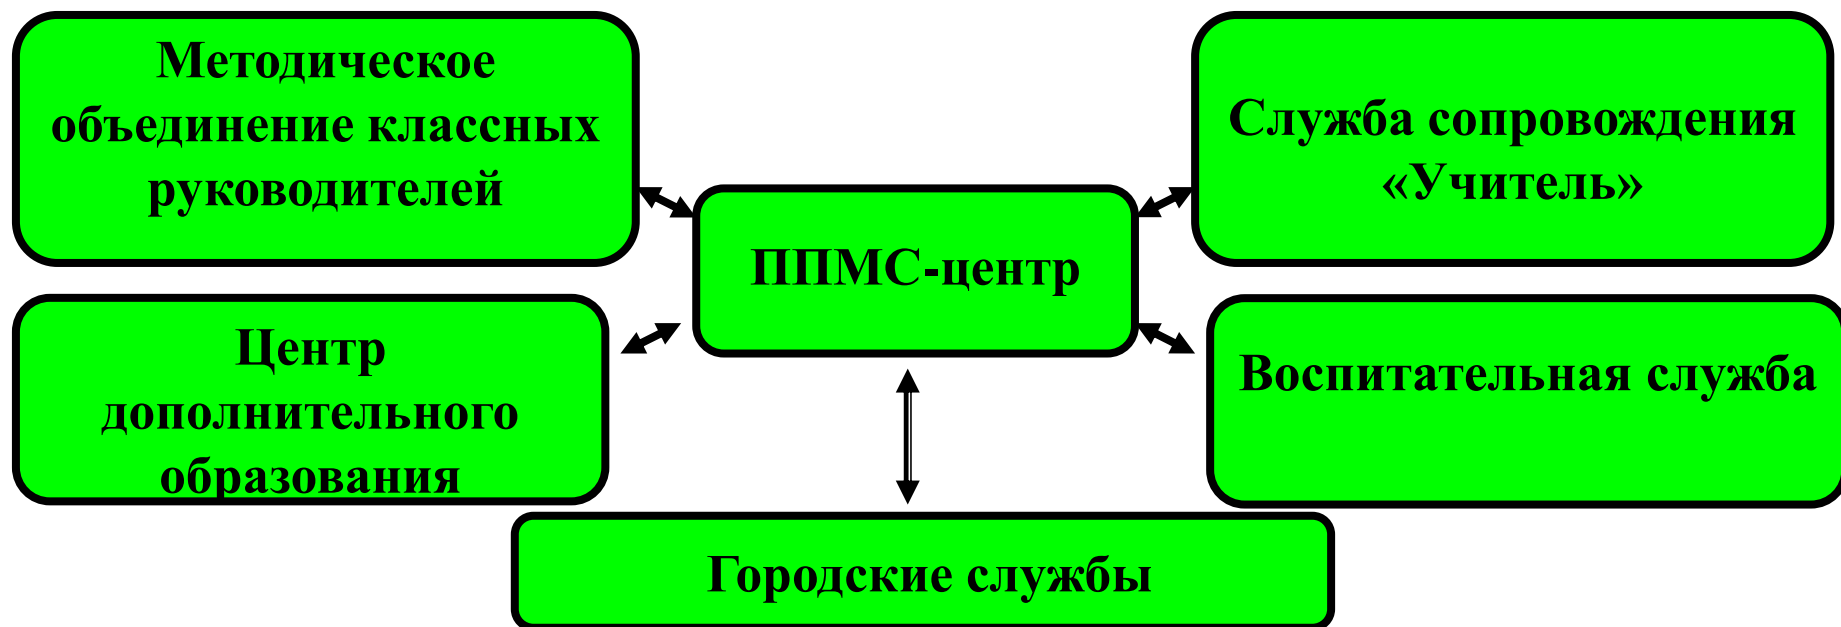 Методическое
объединение классных
руководителей
Служба сопровождения
«Учитель»
ППМС-центр
Центр
дополнительного
образования
Воспитательная служба
Городские службы